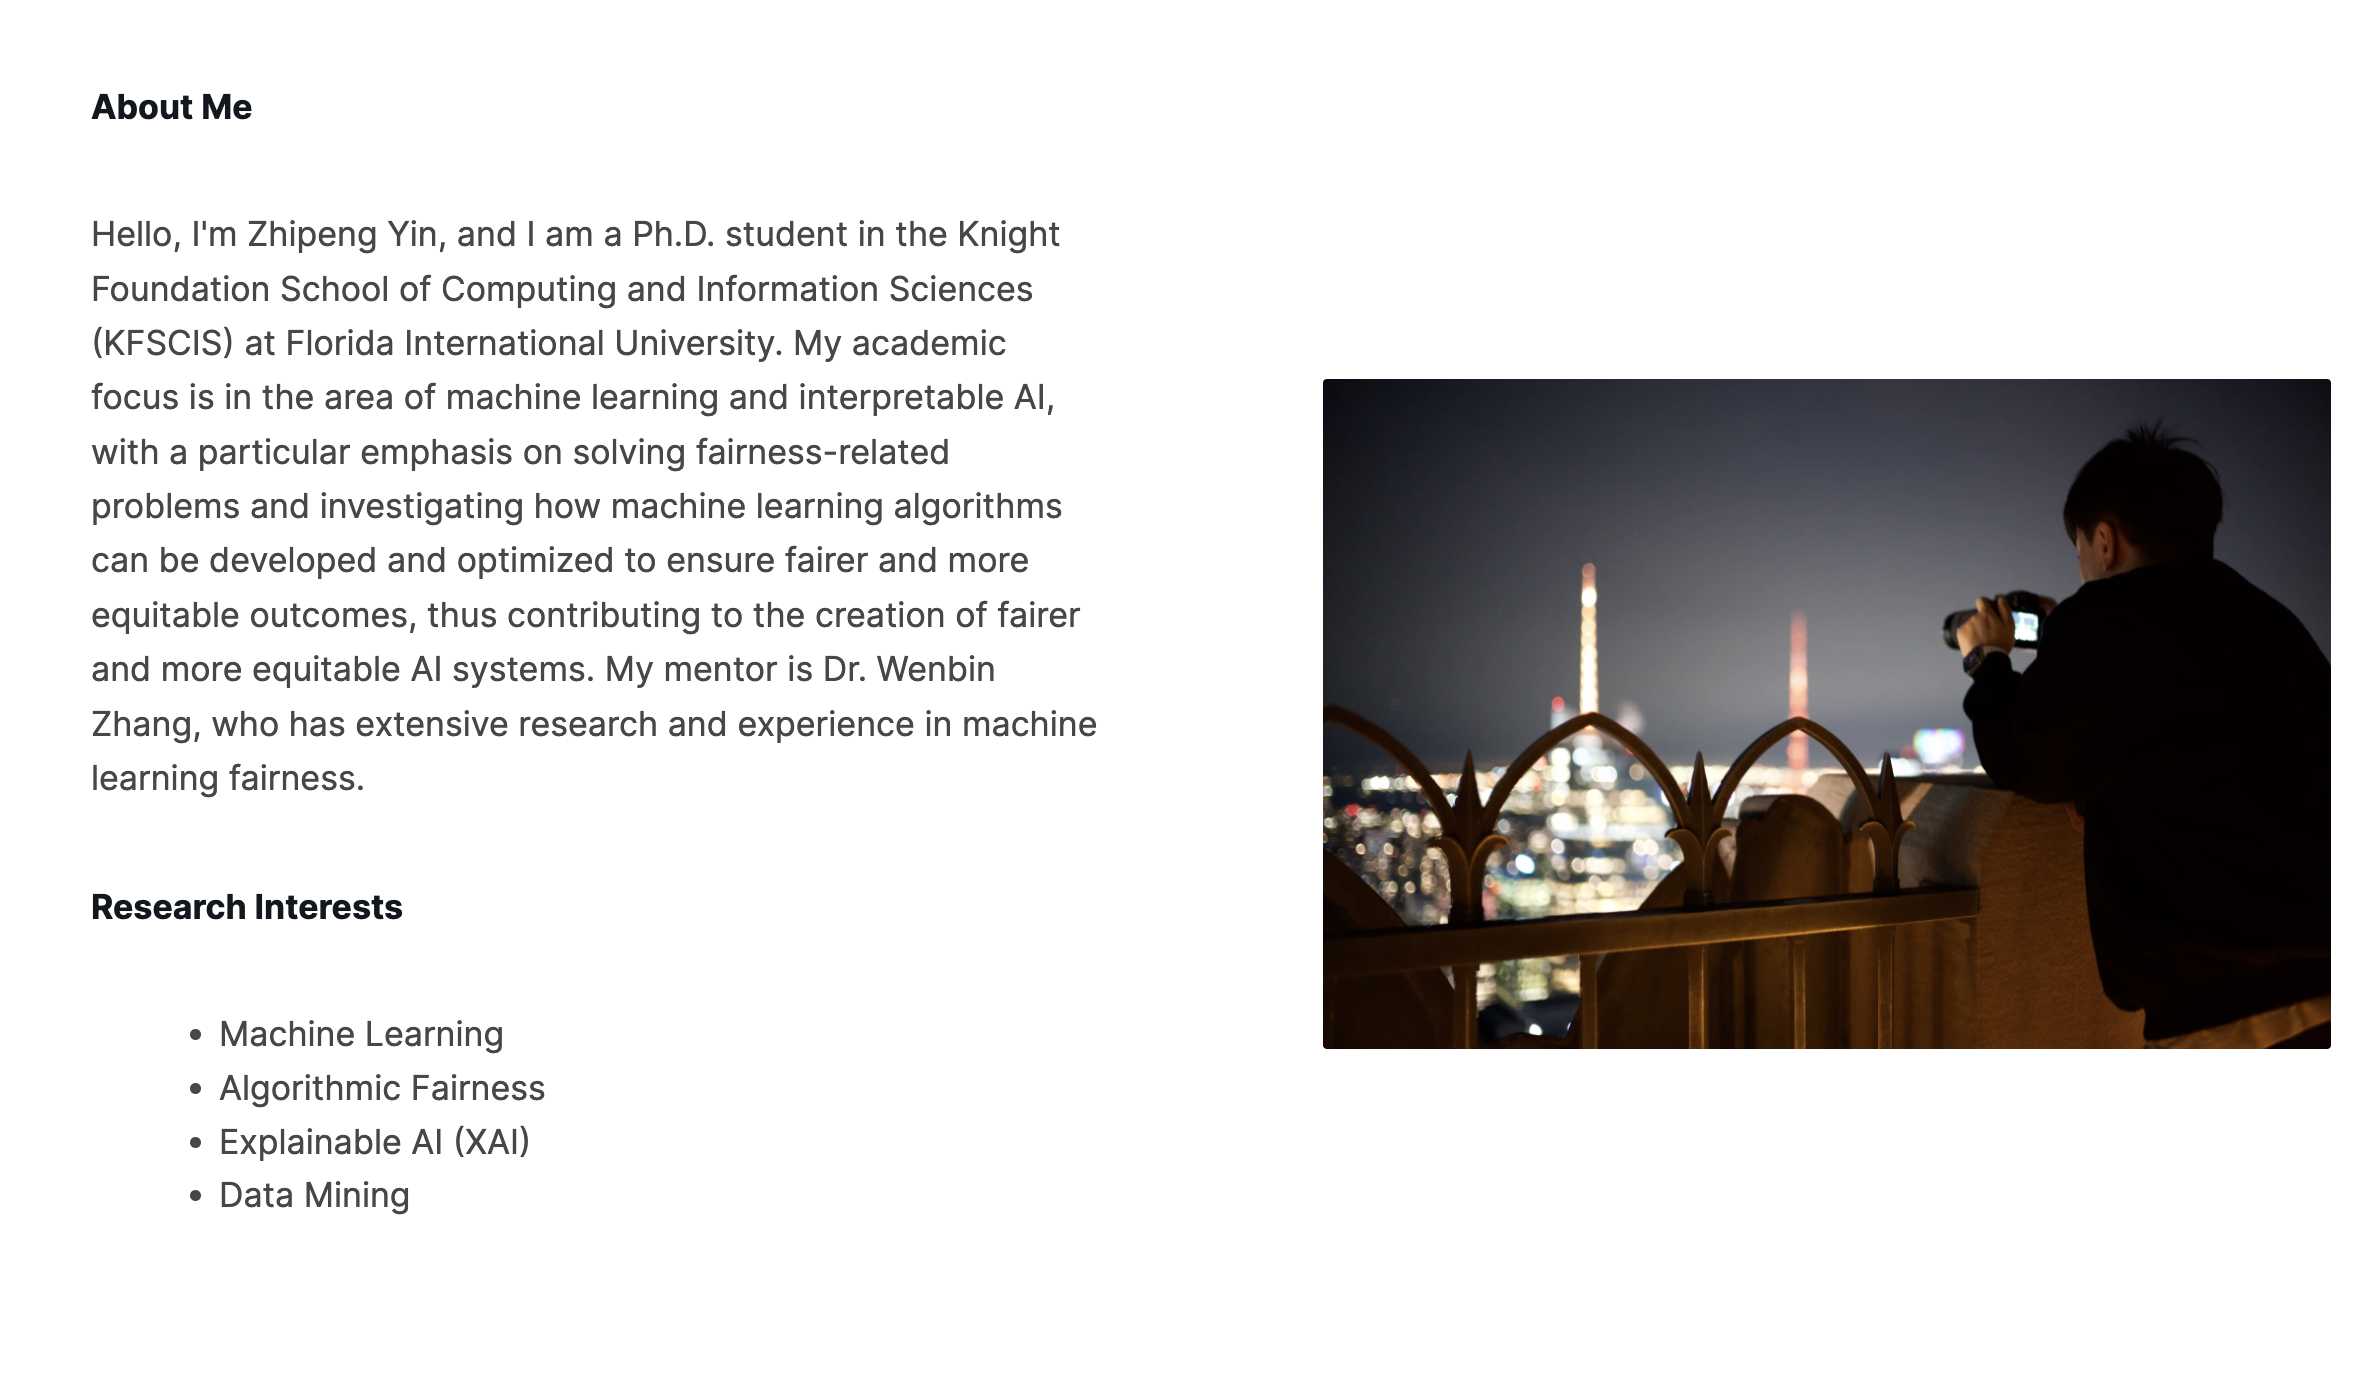 About Me
Hello, I'm Zhipeng Yin, and I am a Ph.D. student in the Knight
Foundation School of Computing and Information Sciences
(KFSCIS) at Florida International University. My academic
focus is in the area of machine learning and interpretable AI,
with a particular emphasis on solving fairness-related
problems and investigating how machine learning algorithms
can be developed and optimized to ensure fairer and more
equitable outcomes, thus contributing to the creation of fairer
and more equitable AI systems. My mentor is Dr. Wenbin
Zhang, who has extensive research and experience in machine
learning fairness.
Research Interests
• Machine Learning
• Algorithmic Fairness
• Explainable AI (XAI)
• Data Mining